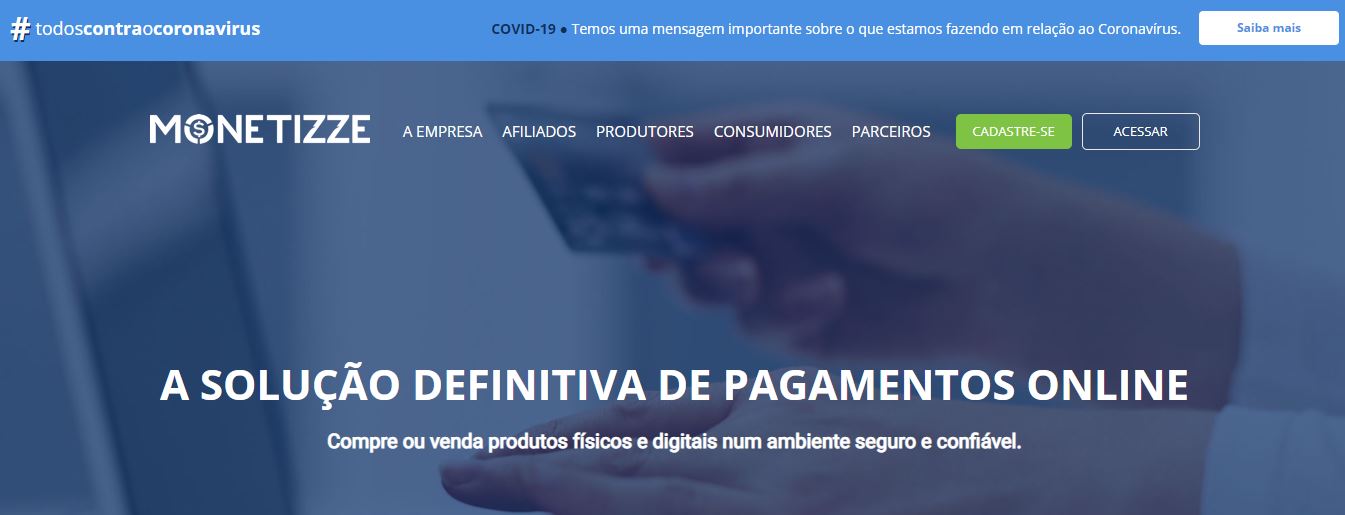 # todoscontraocoronavirus
COVID-19 ● Temos uma mensagem importante sobre o que estamos fazendo em relação ao Coronavírus.
Saiba mais
MONETIZZE
A EMPRESA AFILIADOS PRODUTORES CONSUMIDORES PARCEIROS
CADASTRE-SE
ACESSAR
A SOLUÇÃO DEFINITIVA DE PAGAMENTOS ONLINE
Compre ou venda produtos físicos e digitais num ambiente seguro e confiável.